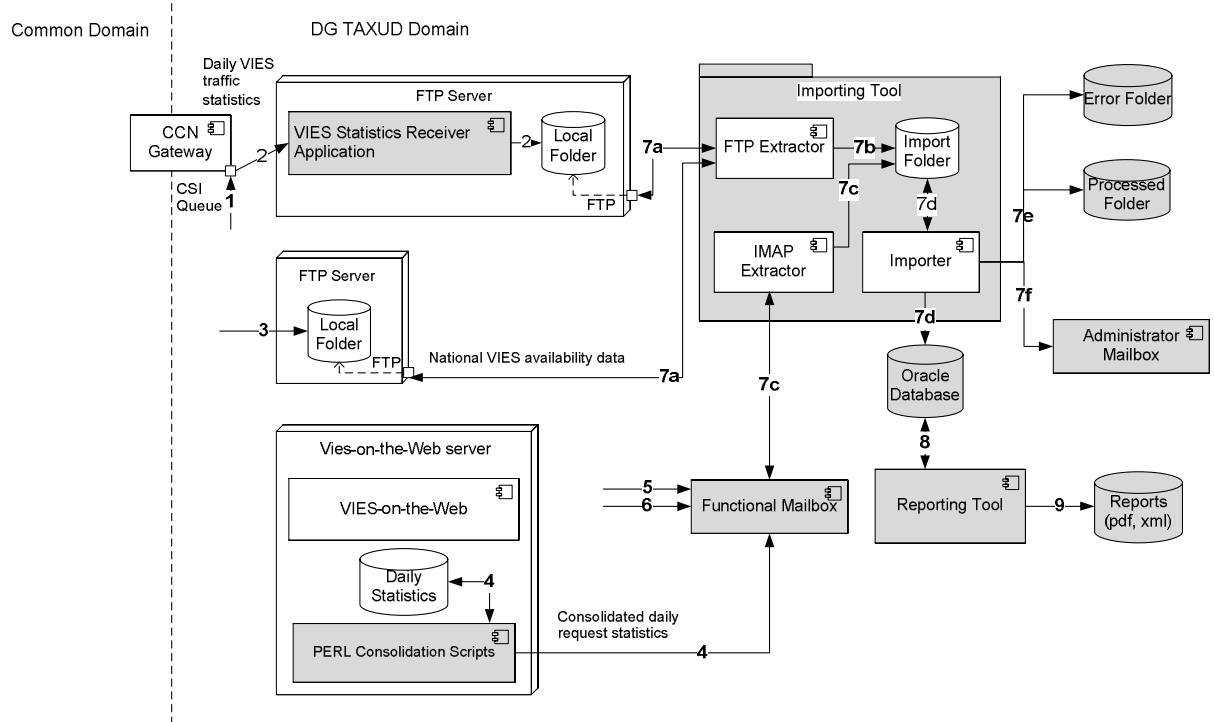 Common Domain
DG TAXUD Domain
Daily VIES
traffic
statistics
FTP Server
Importing Tool
Error Folder
CCN
Gateway
2
VIES Statistics Receiver
Application
2
Local
Folder
7a
FTP Extractor
7b
Import
Folder
CSI
Queue
1
FTP
7c
7d
Processed
Folder
7e
FTP Server
IMAP
Extractor
Importer
7f
3
Local
Folder
FTP
National VIES availability data
7a
7c
7d
Administrator
Mailbox
Oracle
Database
8
Vies-on-the-Web server
VIES-on-the-Web
5
6
Functional Mailbox
Reporting Tool
9
Reports
(pdf, xml)
Daily
Statistics
4
Consolidated daily
request statistics
PERL Consolidation Scripts
4